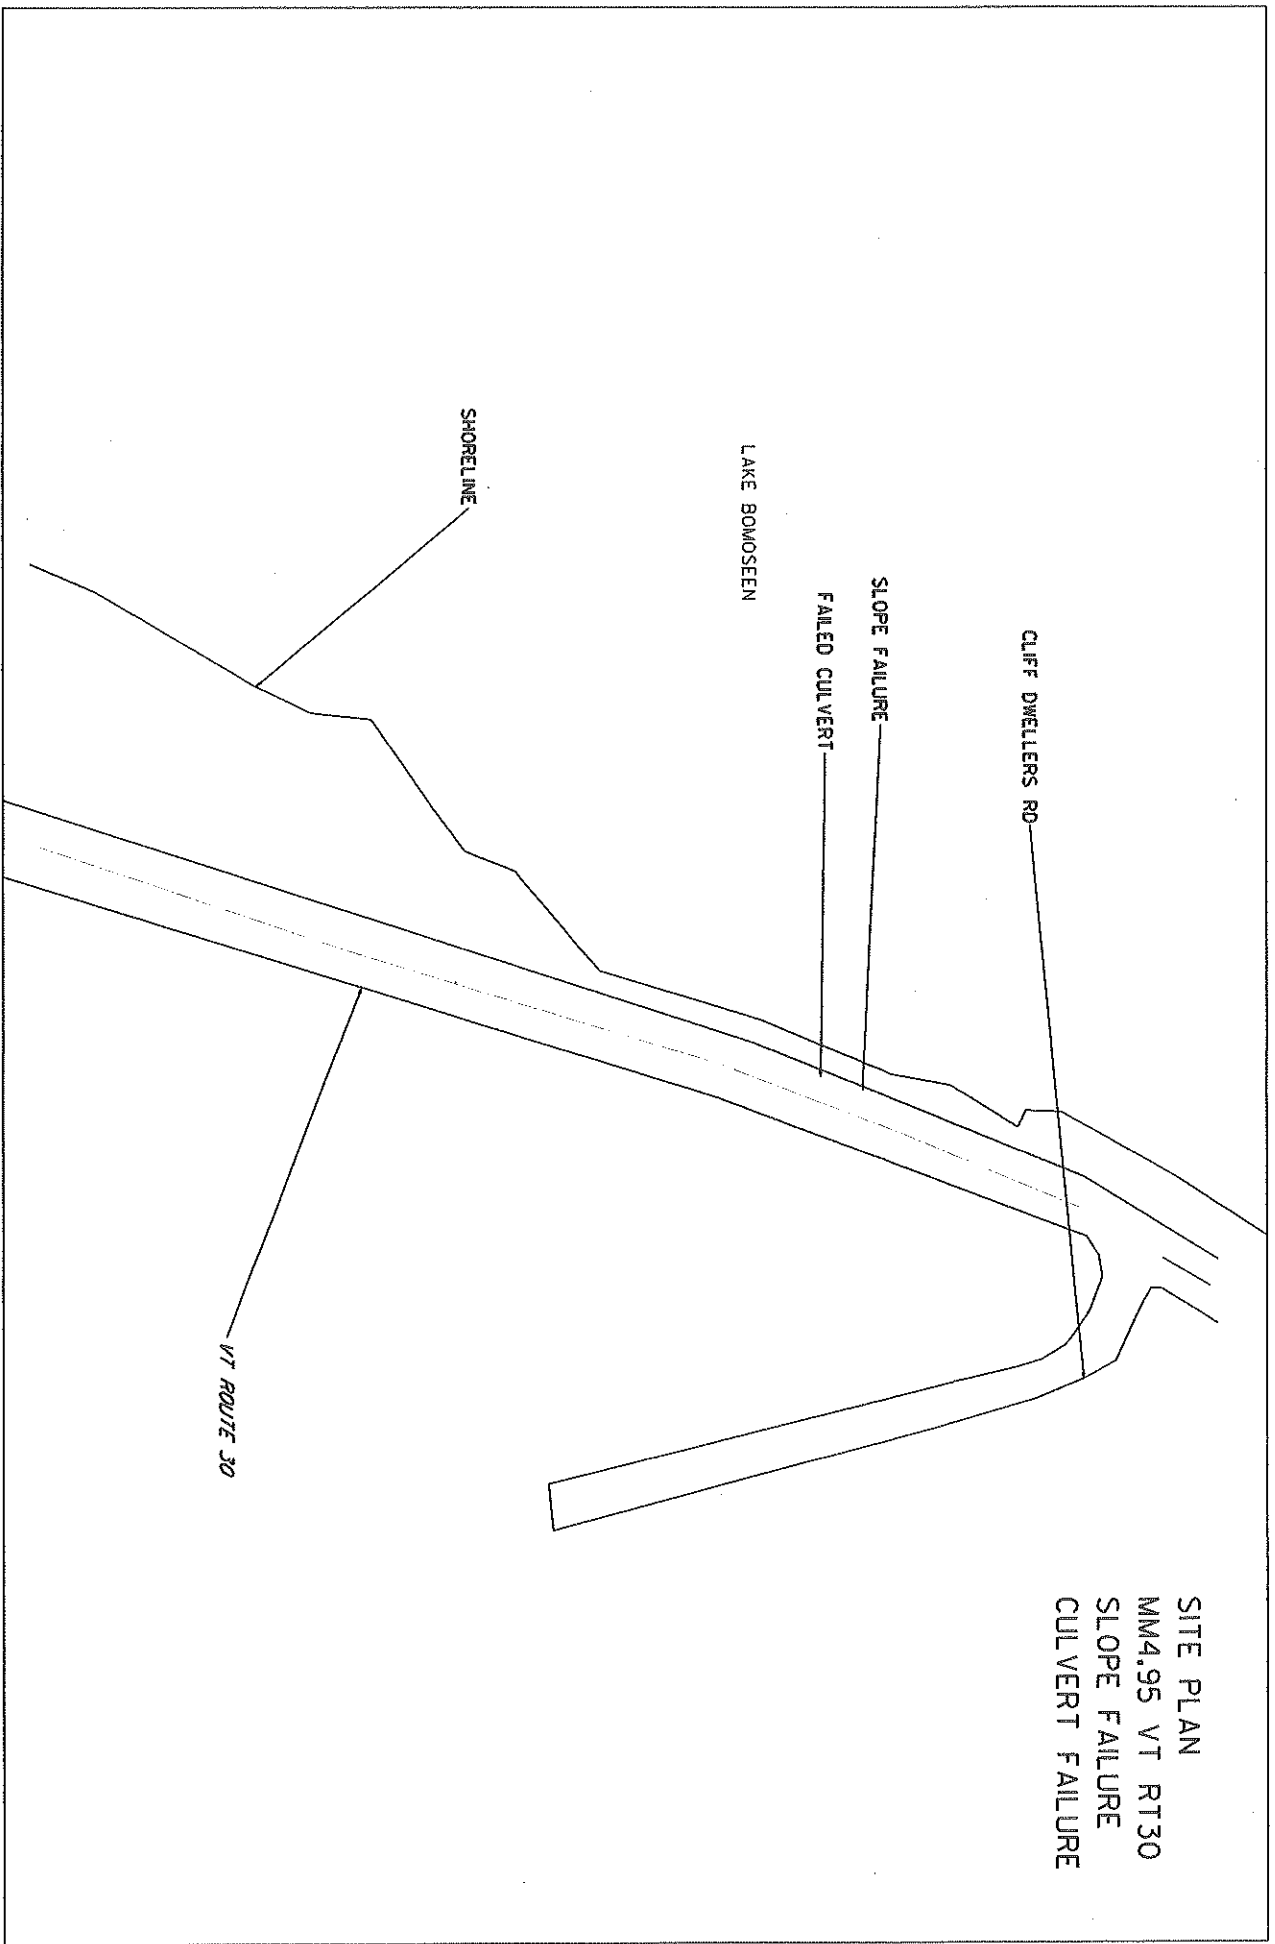 SITE PLAN
MM4.95 VT RT30
SLOPE FAILURE
CULVERT FAILURE
CLIFF DWELLERS RD
SLOPE FAILURE
FAILED CULVERT
LAKE BOMOSEEN
SHORELINE
VT ROUTE 30